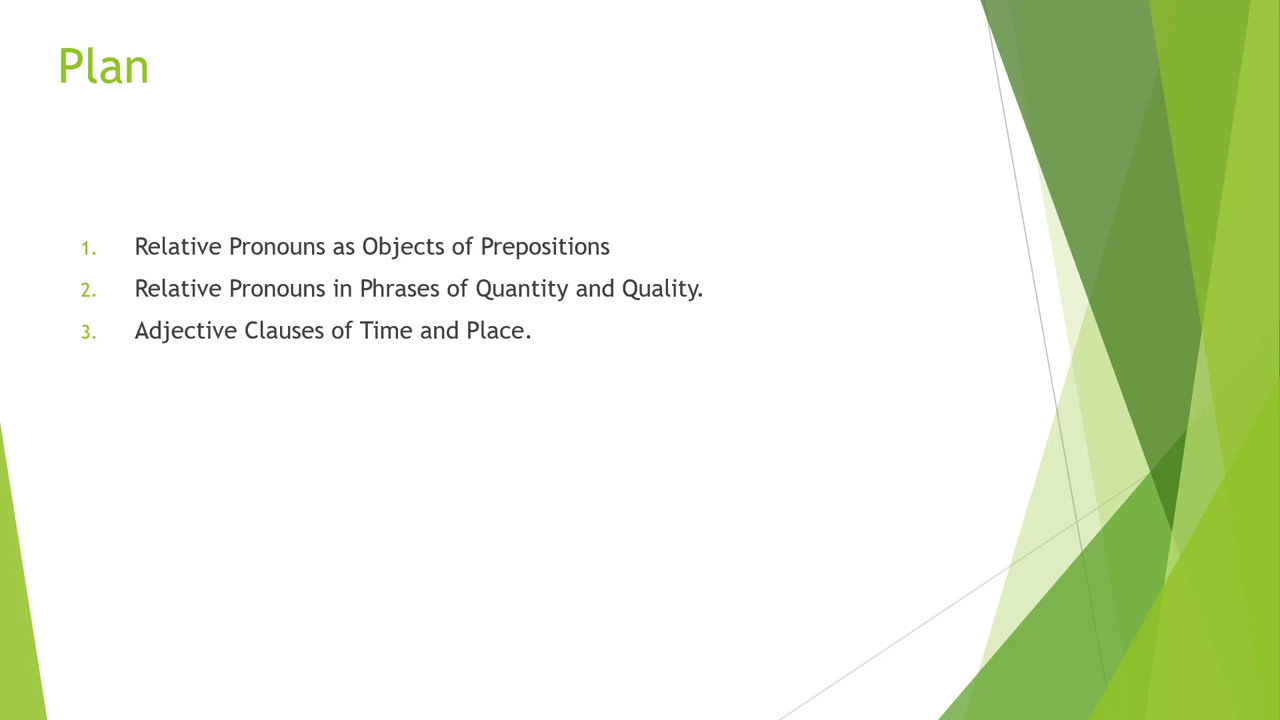 Plan
1. Relative Pronouns as Objects of Prepositions
2. Relative Pronouns in Phrases of Quantity and Quality.
3. Adjective Clauses of Time and Place.